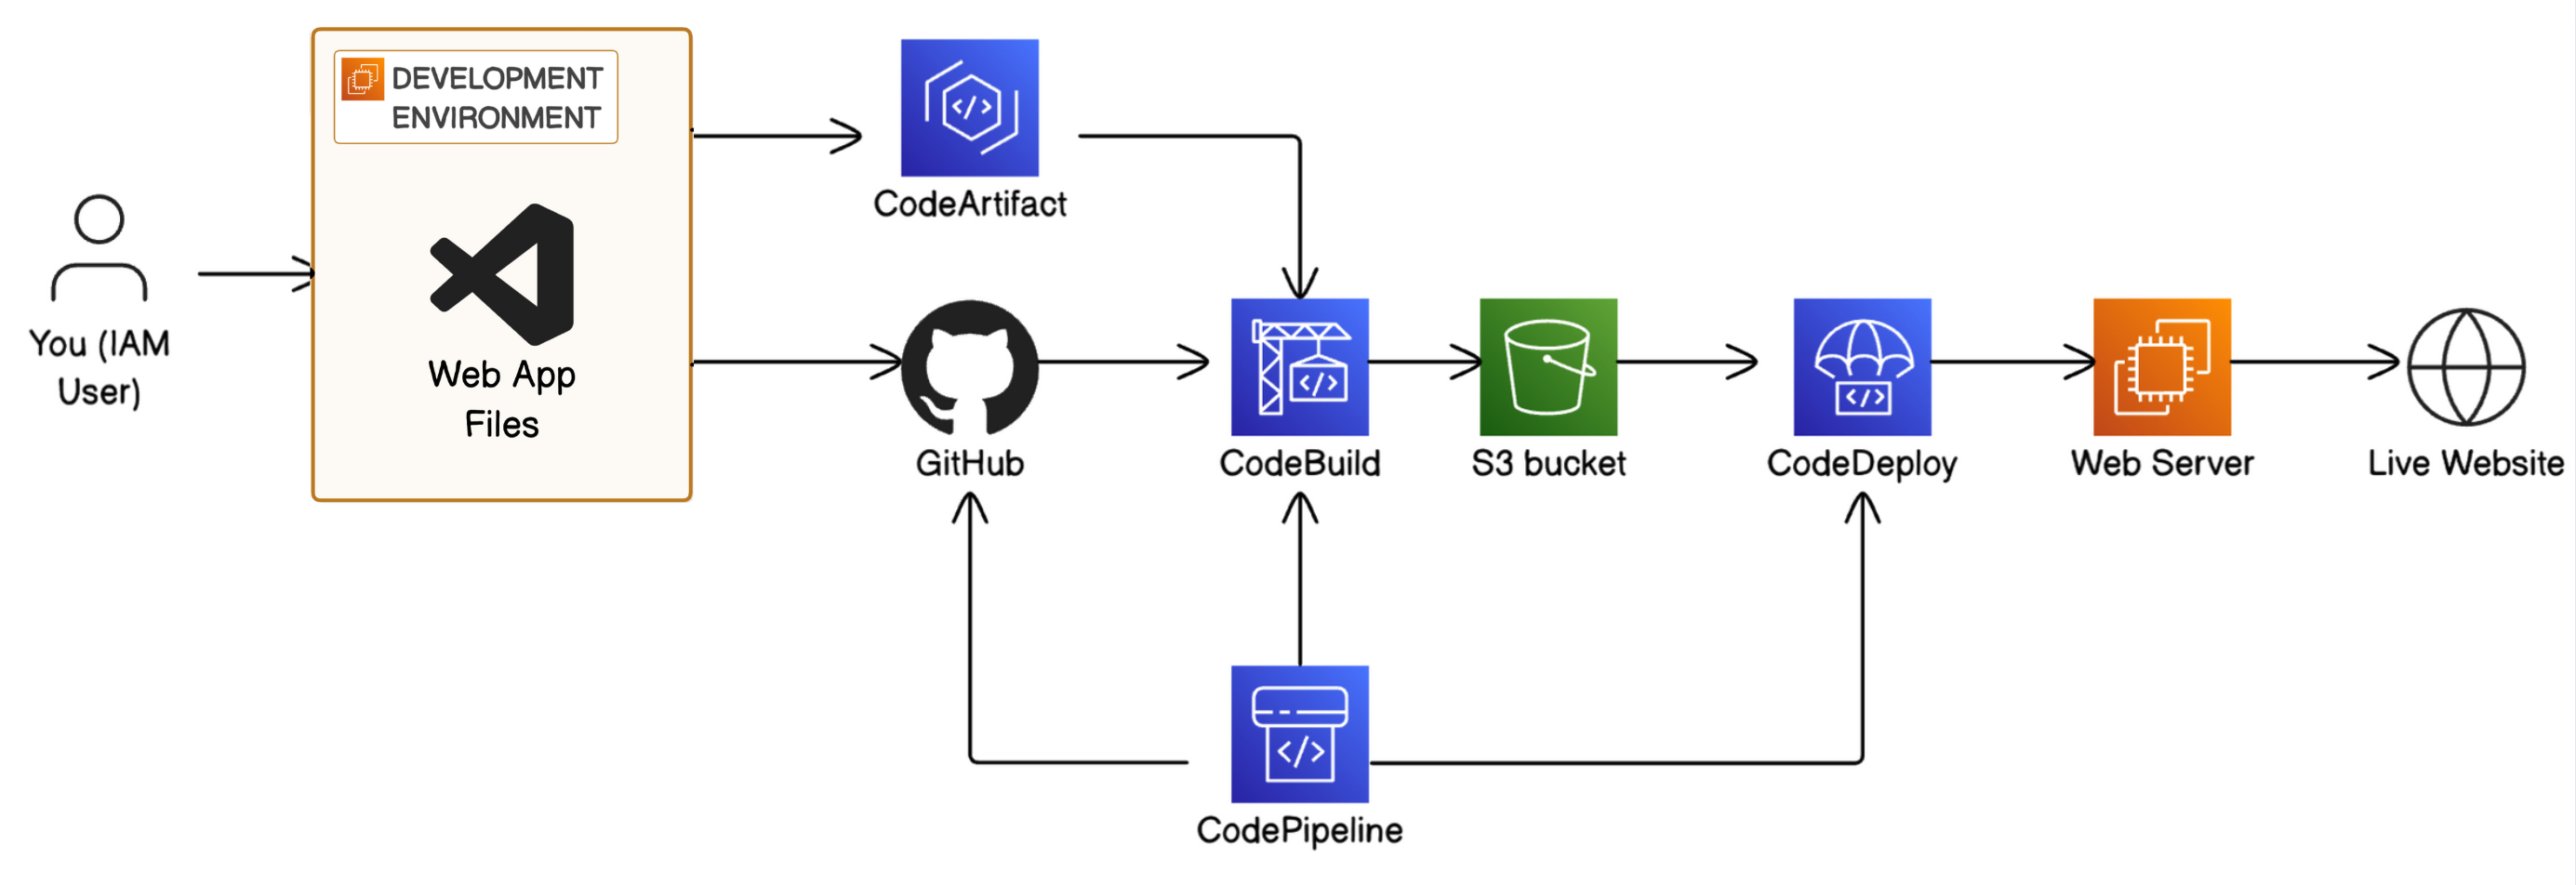 DEVELOPMENT
ENVIRONMENT
You (IAM
User)
Web App
Files
</>
CodeArtifact
GitHub
</>
CodeBuild
S3 bucket
</>
CodeDeploy
Web Server
Live Website
</>
CodePipeline